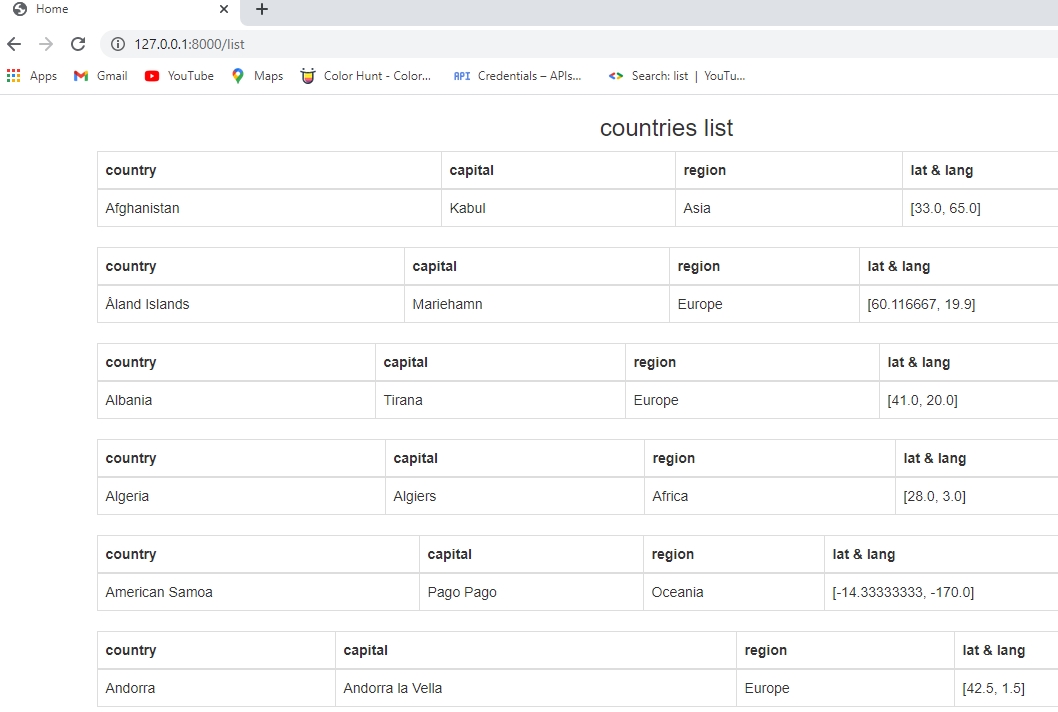 Home
127.0.0.1:8000/list
Apps Gmail YouTube Maps Color Hunt - Color... API Credentials – APIs... Search: list | YouTu...
countries list
country capital region lat & lang
Afghanistan Kabul Asia [33.0, 65.0]
country capital region lat & lang
Åland Islands Mariehamn Europe [60.116667, 19.9]
country capital region lat & lang
Albania Tirana Europe [41.0, 20.0]
country capital region lat & lang
Algeria Algiers Africa [28.0, 3.0]
country capital region lat & lang
American Samoa Pago Pago Oceania [-14.33333333, -170.0]
country capital region lat & lang
Andorra Andorra la Vella Europe [42.5, 1.5]